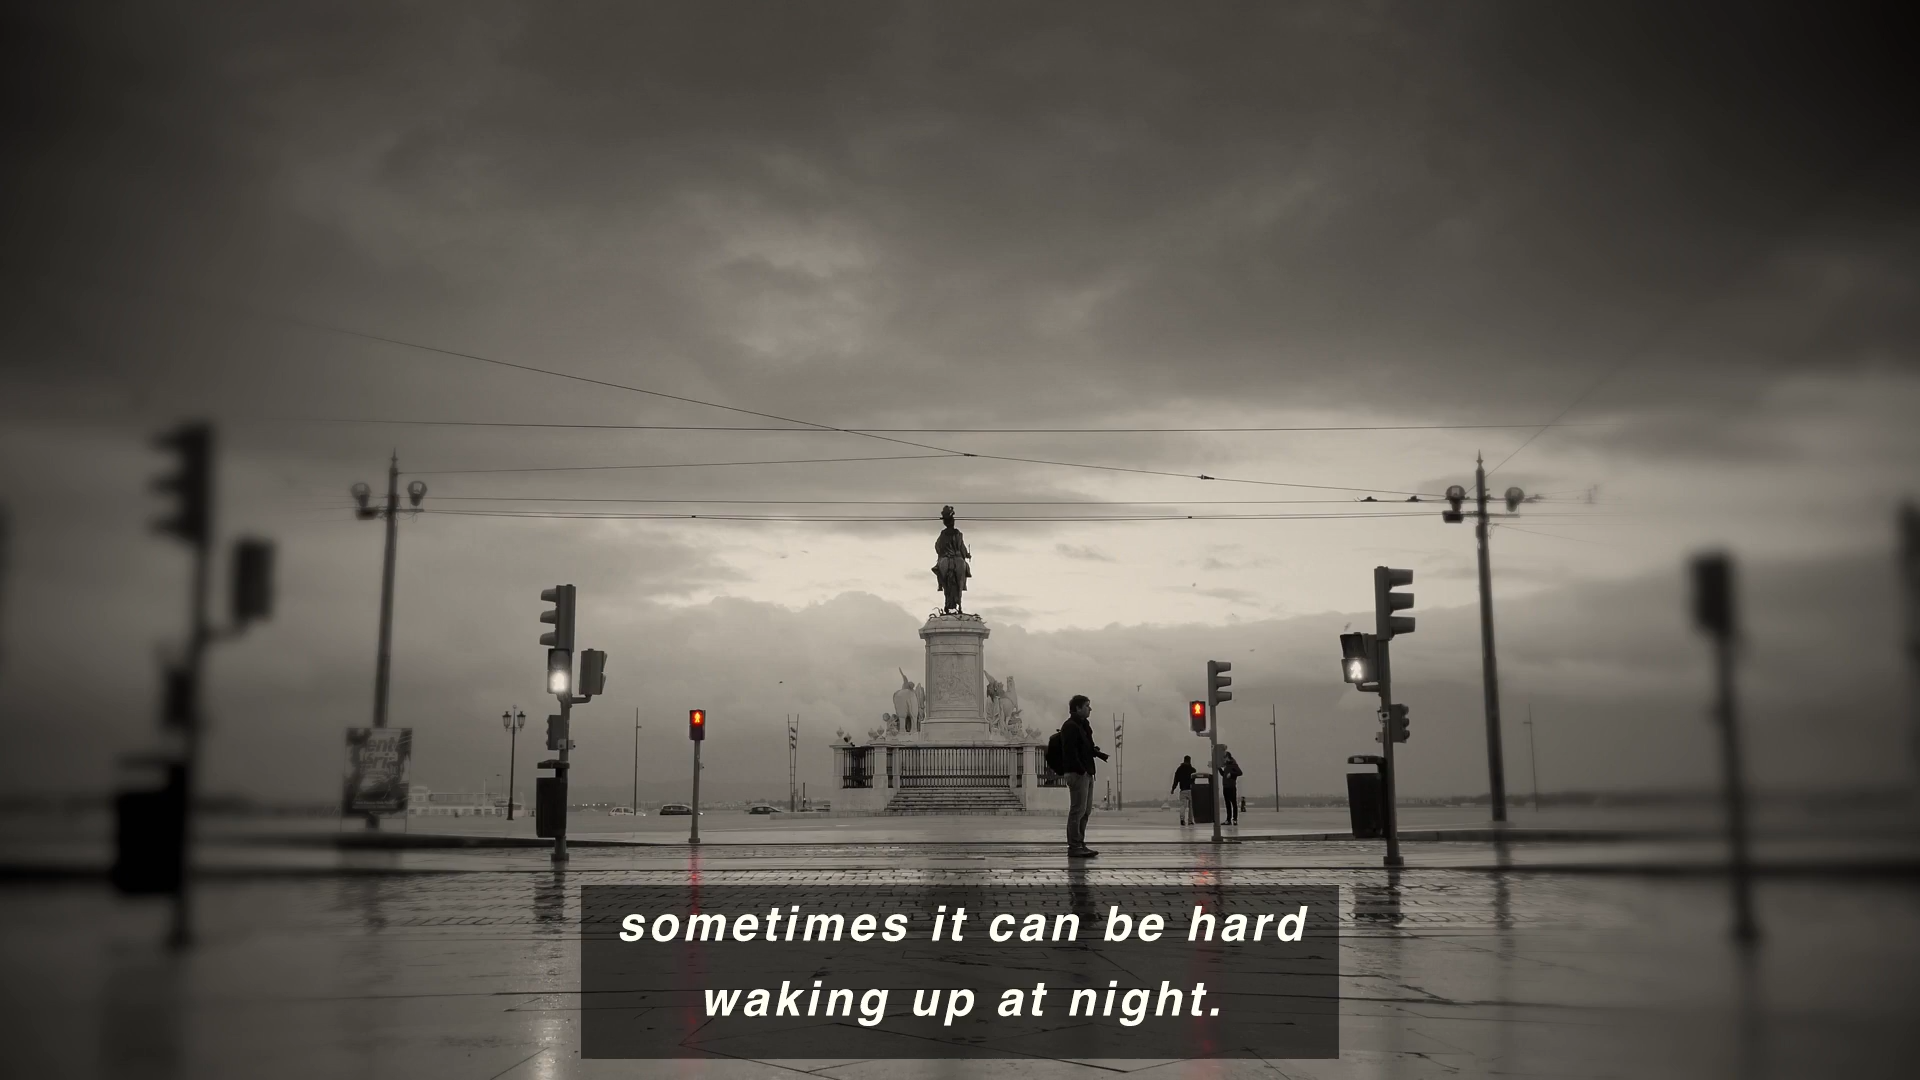 sometimes it can be hard
waking up at night.